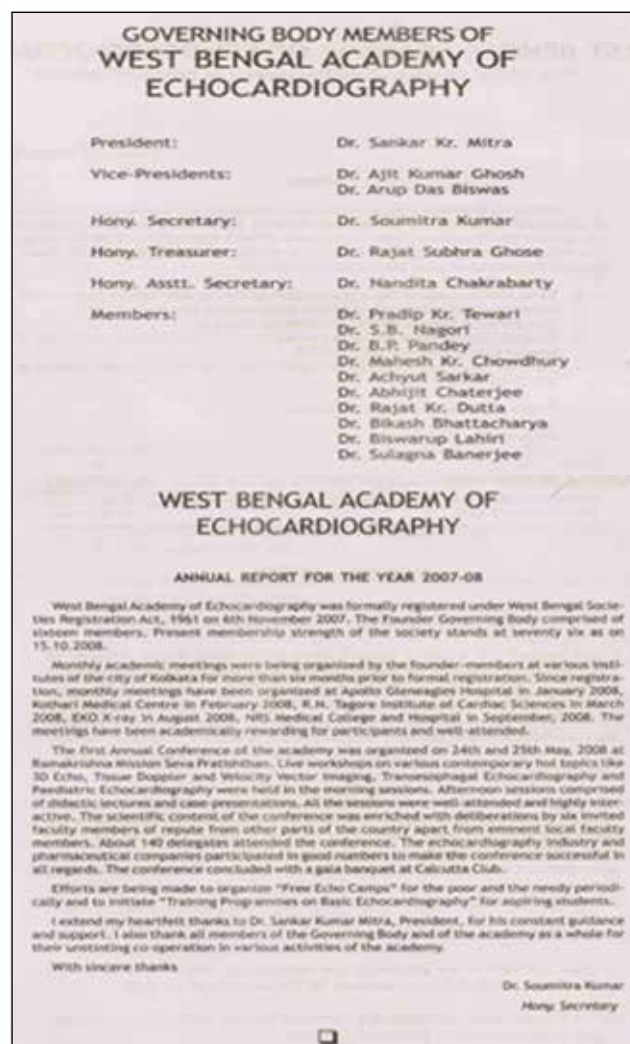 GOVERNING BODY MEMBERS OF
WEST BENGAL ACADEMY OF
ECHOCARDIOGRAPHY
President: Dr. Sankar Kr. Mitra
Vice-Presidents: Dr. Ajit Kumar Ghosh
Dr. Arup Das Biswas
Hony. Secretary: Dr. Soumitra Kumar
Hony. Treasurer: Dr. Rajat Subhra Ghose
Hony. Asstt. Secretary: Dr. Nandita Chakrabarty
Members: Dr. Pradip Kr. Tewari
Dr. S.B. Nagori
Dr. B.P. Pandey
Dr. Mahesh Kr. Chowdhury
Dr. Achyut Sarkar
Dr. Abhijit Chaterjee
Dr. Rajat Kr. Dutta
Dr. Bikash Bhattacharya
Dr. Biswarup Lahiri
Dr. Sulagna Banerjee
WEST BENGAL ACADEMY OF
ECHOCARDIOGRAPHY
ANNUAL REPORT FOR THE YEAR 2007-08
West Bengal Academy of Echocardiography was formally registered under West Bengal Socie-
ties Registration Act, 1961 on 6th November 2007. The Founder Governing Body comprised of
sixteen members. Present membership strength of the society stands at seventy six as on
15.10.2008.
Monthly academic meetings were being organized by the founder-members at various insti-
tutes of the city of Kolkata for more than six months prior to formal registration. Since registra-
tion, monthly meetings have been organized at Apollo Gleneagles Hospital in January 2008,
Kothari Medical Centre in February 2008, R.N. Tagore Institute of Cardiac Sciences in March
2008, EKO X-ray in August 2008, NRS Medical College and Hospital in September, 2008. The
meetings have been academically rewarding for participants and well-attended.
The first Annual Conference of the academy was organized on 24th and 25th May, 2008 at
Ramakrishna Mission Seva Pratishthan. Live workshops on various contemporary hot topics like
3D Echo, Tissue Doppler and Velocity Vector Imaging, Transesophagal Echocardiography and
Paediatric Echocardiography were held in the morning sessions. Afternoon sessions comprised
of didactic lectures and case-presentations. All the sessions were well-attended and highly inter-
active. The scientific content of the conference was enriched with deliberations by six invited
faculty members of repute from other parts of the country apart from eminent local faculty
members. About 140 delegates attended the conference. The echocardiography industry and
pharmaceutical companies participated in good numbers to make the conference successful in
all regards. The conference concluded with a gala banquet at Calcutta Club.
Efforts are being made to organize "Free Echo Camps" for the poor and the needy periodi-
cally and to initiate "Training Programmes on Basic Echocardiography" for aspiring students.
I extend my heartfelt thanks to Dr. Sankar Kumar Mitra, President, for his constant guidance
and support. I also thank all members of the Governing Body and of the academy as a whole for
their unstinting co-operation in various activities of the academy.
With sincere thanks
Dr. Soumitra Kumar
Hony. Secretary